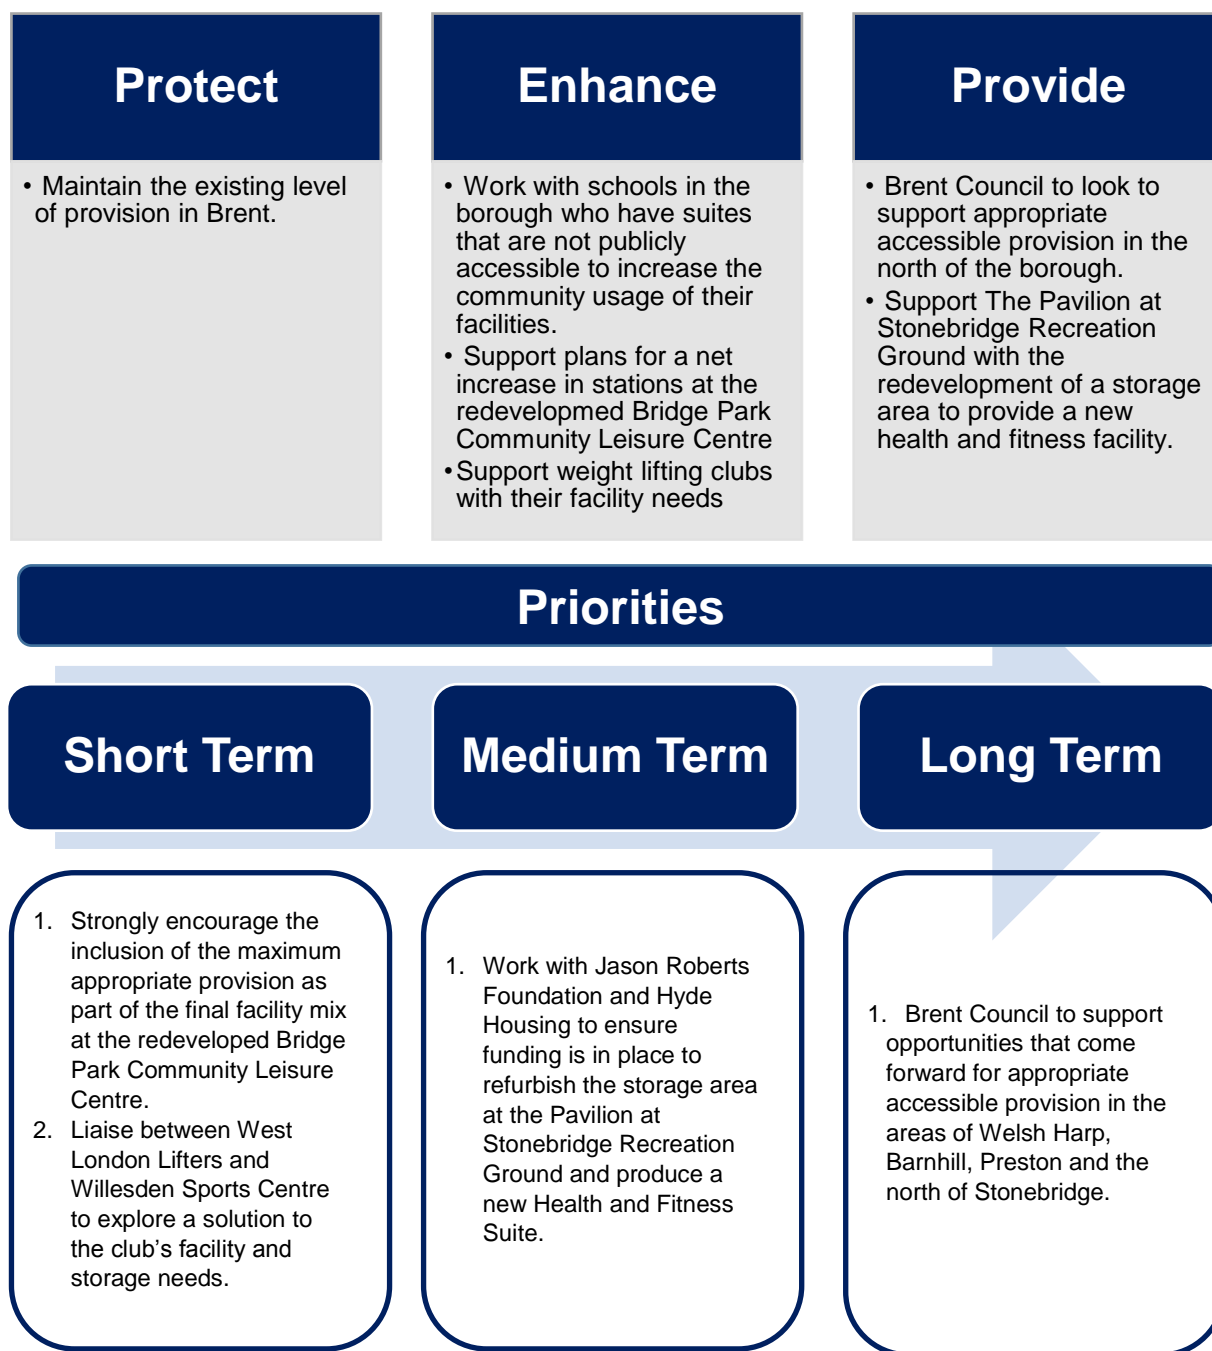 Protect
• Maintain the existing level
of provision in Brent.
Enhance
• Work with schools in the
borough who have suites
that are not publicly
accessible to increase the
community usage of their
facilities.
• Support plans for a net
increase in stations at the
redevelopmed Bridge Park
Community Leisure Centre
•Support weight lifting clubs
with their facility needs
Provide
• Brent Council to look to
support appropriate
accessible provision in the
north of the borough.
• Support The Pavilion at
Stonebridge Recreation
Ground with the
redevelopment of a storage
area to provide a new
health and fitness facility.
Priorities
Short Term
1. Strongly encourage the
inclusion of the maximum
appropriate provision as
part of the final facility mix
at the redeveloped Bridge
Park Community Leisure
Centre.
2. Liaise between West
London Lifters and
Willesden Sports Centre
to explore a solution to
the club’s facility and
storage needs.
Medium Term
1. Work with Jason Roberts
Foundation and Hyde
Housing to ensure
funding is in place to
refurbish the storage area
at the Pavilion at
Stonebridge Recreation
Ground and produce a
new Health and Fitness
Suite.
Long Term
1. Brent Council to support
opportunities that come
forward for appropriate
accessible provision in the
areas of Welsh Harp,
Barnhill, Preston and the
north of Stonebridge.